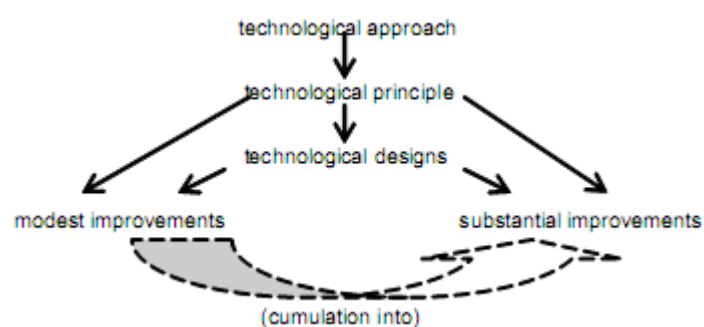 technological approach
technological principle
technological designs
modest improvements
substantial improvements
(cumulation into)